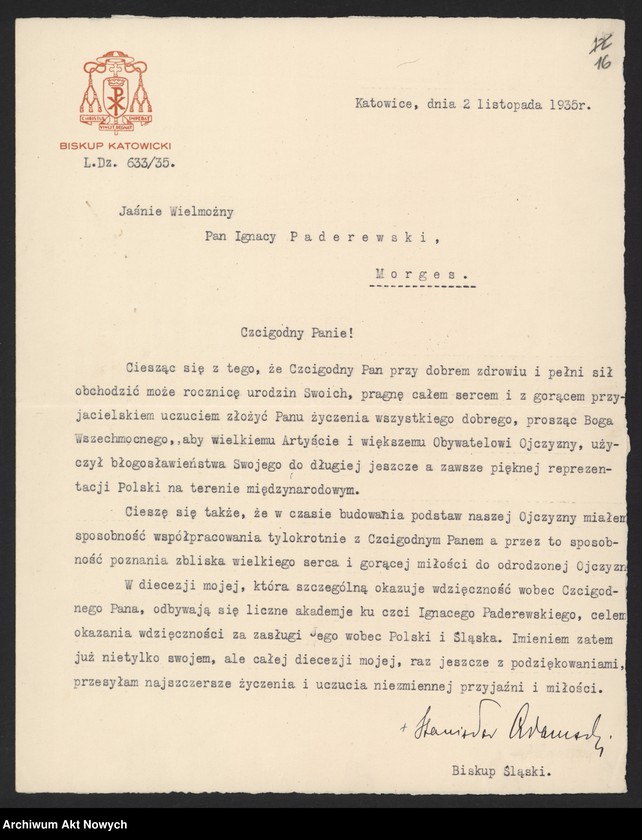 16
Katowice, dnia 2 listopada 1935r.
CHRISTUS IMPERAT
VINCIT, REGNAT
BISKUP KATOWICKI
L.Dz. 633/35.
Jaśnie Wielmożny
Pan Ignacy P a d e r e w s k i ,
M o r g e s .
Czcigodny Panie!
Ciesząc się z tego, że Czcigodny Pan przy dobrem zdrowiu i pełni sił
obchodzić może rocznicę urodzin Swoich, pragnę całem sercem i z gorącem przy-
jacielskiem uczuciem złożyć Panu życzenia wszystkiego dobrego, prosząc Boga
Wszechmocnego,,aby wielkiemu Artyście i większemu Obywatelowi Ojczyzny, uży-
czył błogosławieństwa Swojego do długiej jeszcze a zawsze pięknej reprezen-
tacji Polski na terenie międzynarodowym.
Cieszę się także, że w czasie budowania podstaw naszej Ojczyzny miałem
sposobność współpracowania tylokrotnie z Czcigodnym Panem a przez to sposob-
ność poznania zbliska wielkiego serca i gorącej miłości do odrodzonej Ojczyzn
W diecezji mojej, która szczególną okazuje wdzięczność wobec Czcigod-
nego Pana, odbywają się liczne akademje ku czci Ignacego Paderewskiego, celem
okazania wdzięczności za zasługi Jego wobec Polski i Śląska. Imieniem zatem
już nietylko swojem, ale całej diecezji mojej, raz jeszcze z podziękowaniami,
przesyłam najszczersze życzenia i uczucia niezmiennej przyjaźni i miłości.
+ Stanisław Adamski.
Biskup Śląski.
Archiwum Akt Nowych